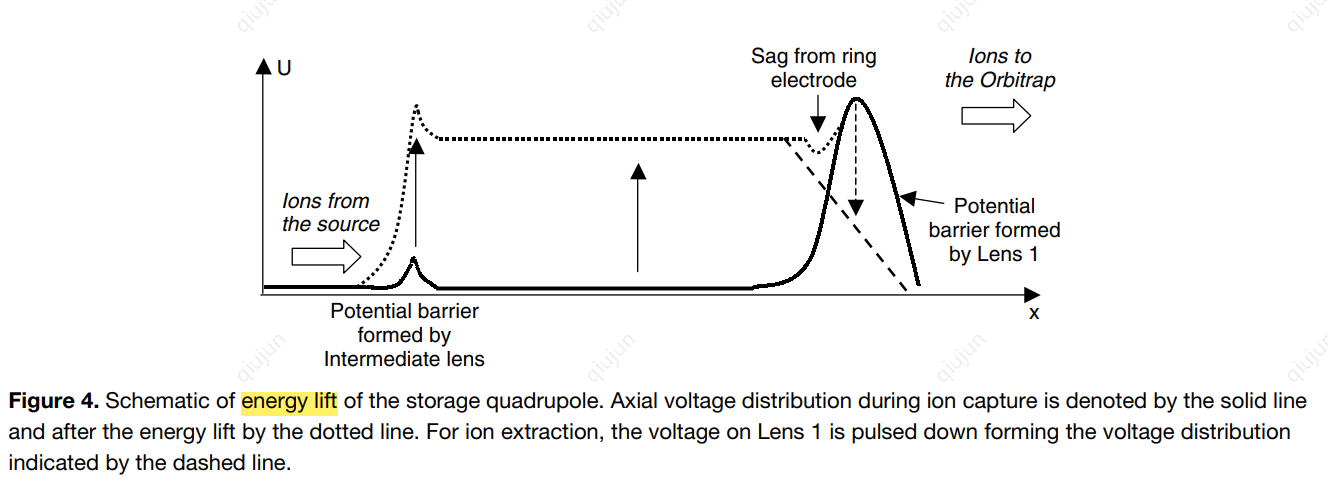 qiujun
qiujun
qiujun
qiujun
U
Sag from ring
electrode
Ions to
the Orbitrap
Ions from
the source
Potential
barrier formed
by Lens 1
x
Potential barrier
formed by
Intermediate lens
qiujun
qiujun
qiujun
qiujun
Figure 4. Schematic of energy lift of the storage quadrupole. Axial voltage distribution during ion capture is denoted by the solid line
and after the energy lift by the dotted line. For ion extraction, the voltage on Lens 1 is pulsed down forming the voltage distribution
indicated by the dashed line.